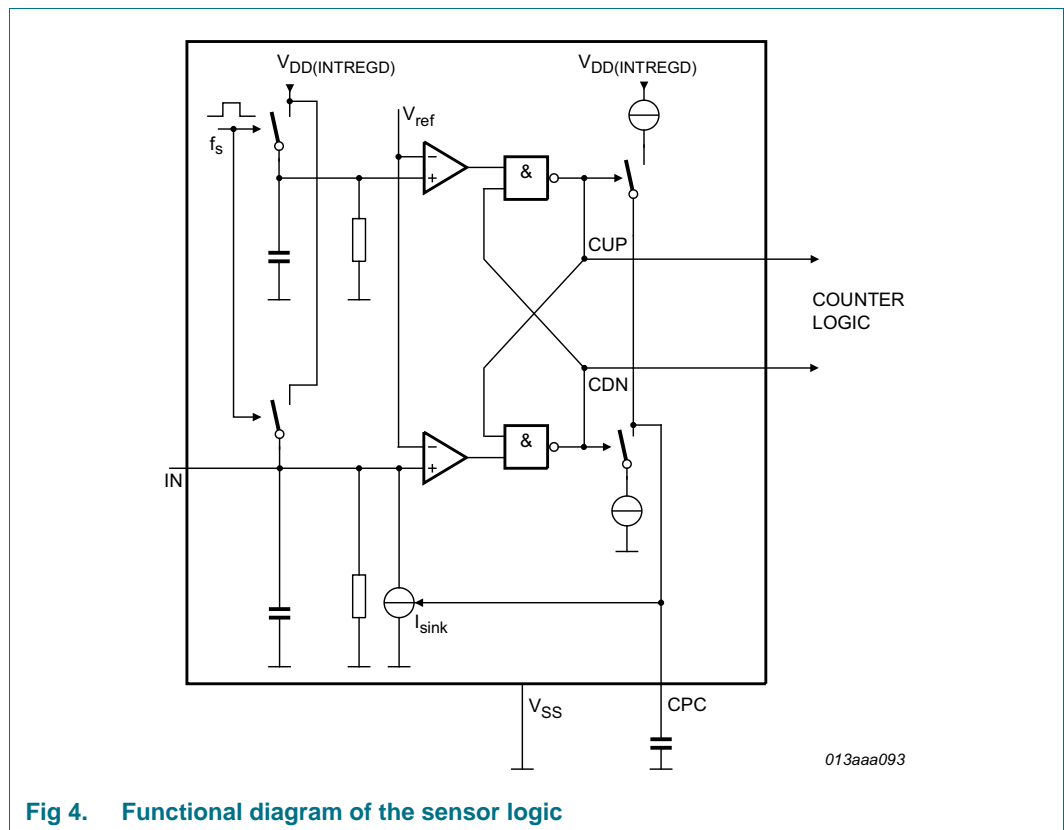 VDD(INTREGD)
VDD(INTREGD)
fs
Vref
−
+
&
CUP
COUNTER
LOGIC
CDN
−
+
&
IN
Isink
VSS
CPC
013aaa093
Fig 4. Functional diagram of the sensor logic